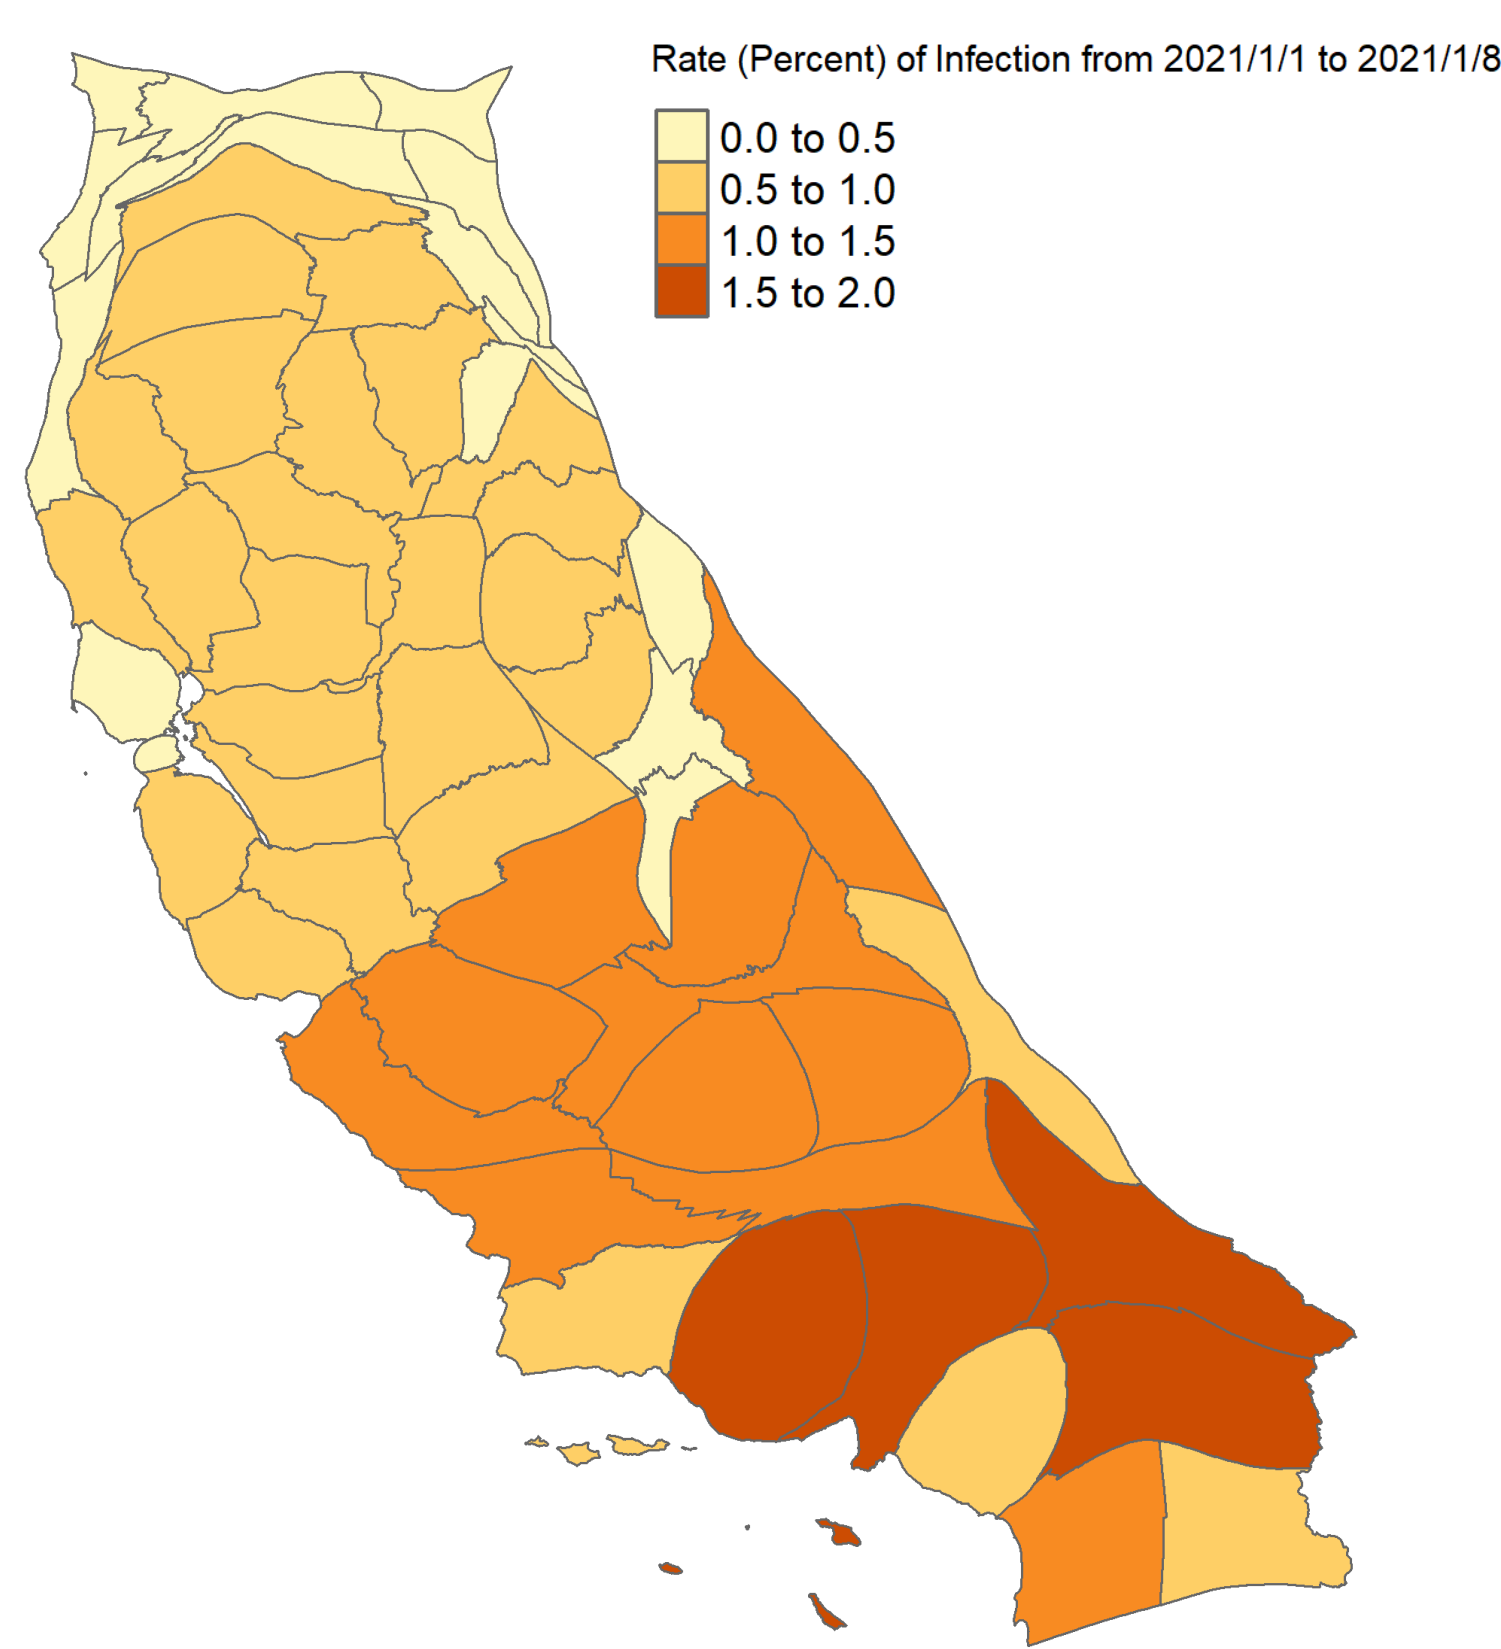 Rate (Percent) of Infection from 2021/1/1 to 2021/1/8
0.0 to 0.5
0.5 to 1.0
1.0 to 1.5
1.5 to 2.0